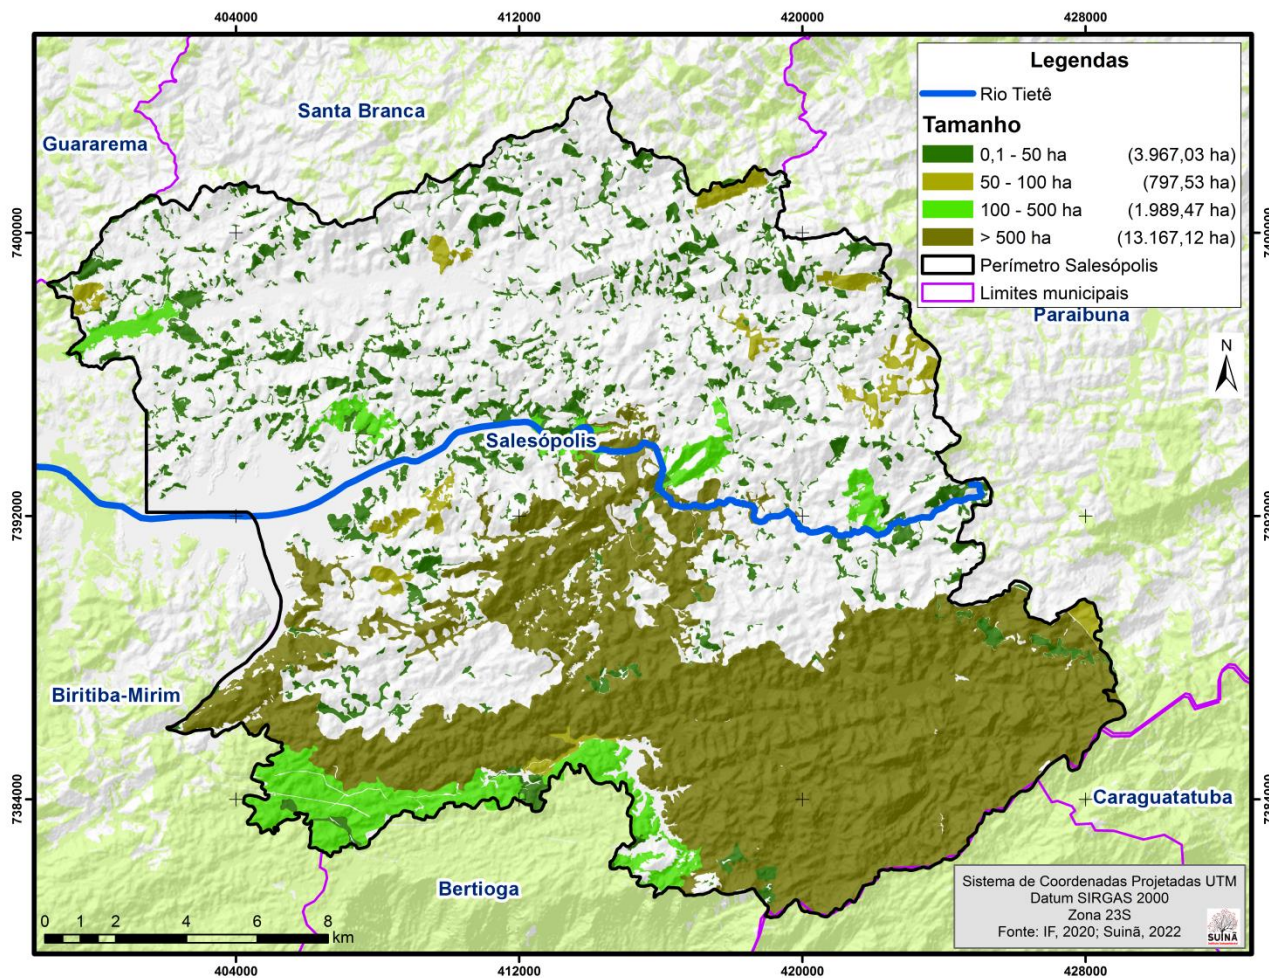 404000 412000 420000 428000
Legendas
Rio Tietê
Tamanho
0,1 - 50 ha (3.967,03 ha)
50 - 100 ha (797,53 ha)
100 - 500 ha (1.989,47 ha)
> 500 ha (13.167,12 ha)
Perímetro Salesópolis
Limites municipais
Santa Branca
Guararema
7400000 7400000
Paraibuna
N
Salesópolis
7392000 7392000
Biritiba-Mirim
7384000 7384000
Caraguatatuba
Bertioga
Sistema de Coordenadas Projetadas UTM
Datum SIRGAS 2000
Zona 23S
Fonte: IF, 2020; Suinã, 2022
SUINÃ
0 1 2 4 6 8
km
404000 412000 420000 428000